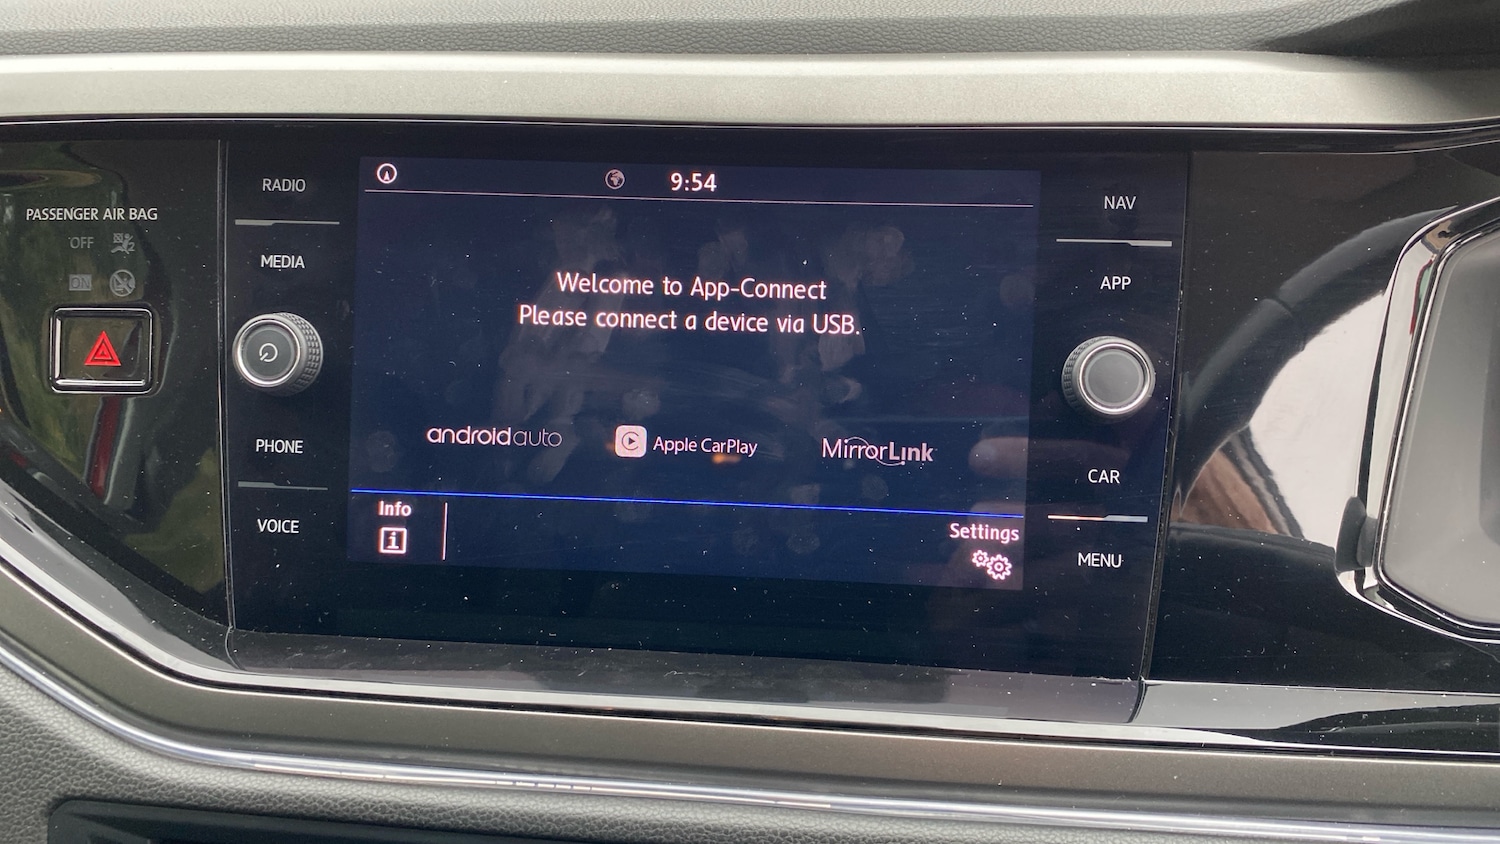 PASSENGER AIR BAG
OFF
ON
RADIO
MEDIA
PHONE
VOICE
9:54
Welcome to App-Connect
Please connect a device via USB.
androidauto
Apple CarPlay
MirrorLink
Info
i
Settings
NAV
APP
CAR
MENU